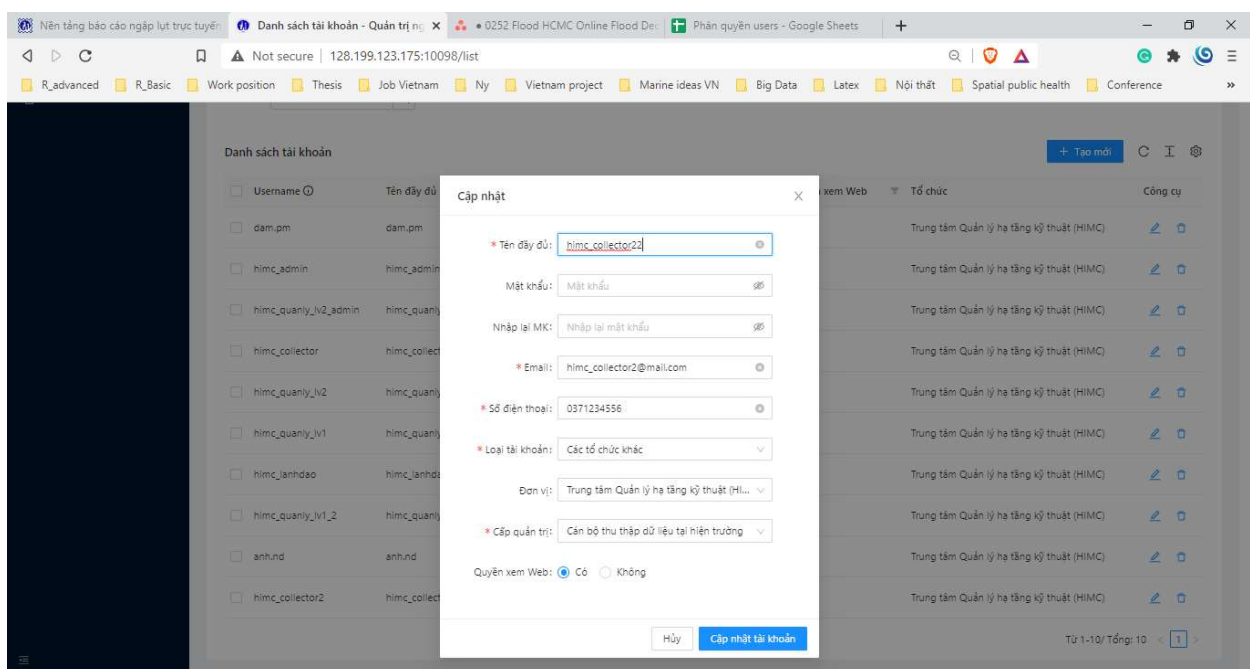 Nền tảng báo cáo ngập lụt trực tuyến
Danh sách tài khoản - Quản trị ng
0252 Flood HCMC Online Flood Dec
Phân quyền users - Google Sheets
Not secure | 128.199.123.175:10098/list
R_advanced R_Basic Work position Thesis Job Vietnam Ny Vietnam project Marine ideas VN Big Data Latex Nội thất Spatial public health Conference »
Danh sách tài khoản
+ Tạo mới
Username Tên đầy đủ xem Web Tổ chức Công cụ
dam.pm dam.pm Trung tâm Quản lý hạ tầng kỹ thuật (HIMC)
himc_admin himc_admin Trung tâm Quản lý hạ tầng kỹ thuật (HIMC)
himc_quanly_lv2_admin himc_quanly Trung tâm Quản lý hạ tầng kỹ thuật (HIMC)
himc_collector himc_collect Trung tâm Quản lý hạ tầng kỹ thuật (HIMC)
himc_quanly_lv2 himc_quanly Trung tâm Quản lý hạ tầng kỹ thuật (HIMC)
himc_quanly_lv1 himc_quanly Trung tâm Quản lý hạ tầng kỹ thuật (HIMC)
himc_lanhdao himc_lanhda Trung tâm Quản lý hạ tầng kỹ thuật (HIMC)
himc_quanly_lv1_2 himc_quanly Trung tâm Quản lý hạ tầng kỹ thuật (HIMC)
anh.nd anh.nd Trung tâm Quản lý hạ tầng kỹ thuật (HIMC)
himc_collector2 himc_collect Trung tâm Quản lý hạ tầng kỹ thuật (HIMC)
Từ 1-10/ Tổng: 10 < 1 >
Cập nhật
* Tên đầy đủ: himc_collector22
Mật khẩu: Mật khẩu
Nhập lại MK: Nhập lại mật khẩu
* Email: himc_collector2@mail.com
* Số điện thoại: 0371234556
* Loại tài khoản: Các tổ chức khác
Đơn vị: Trung tâm Quản lý hạ tầng kỹ thuật (HI...
* Cấp quản trị: Cán bộ thu thập dữ liệu tại hiện trường
Quyền xem Web: Có Không
Hủy Cập nhật tài khoản